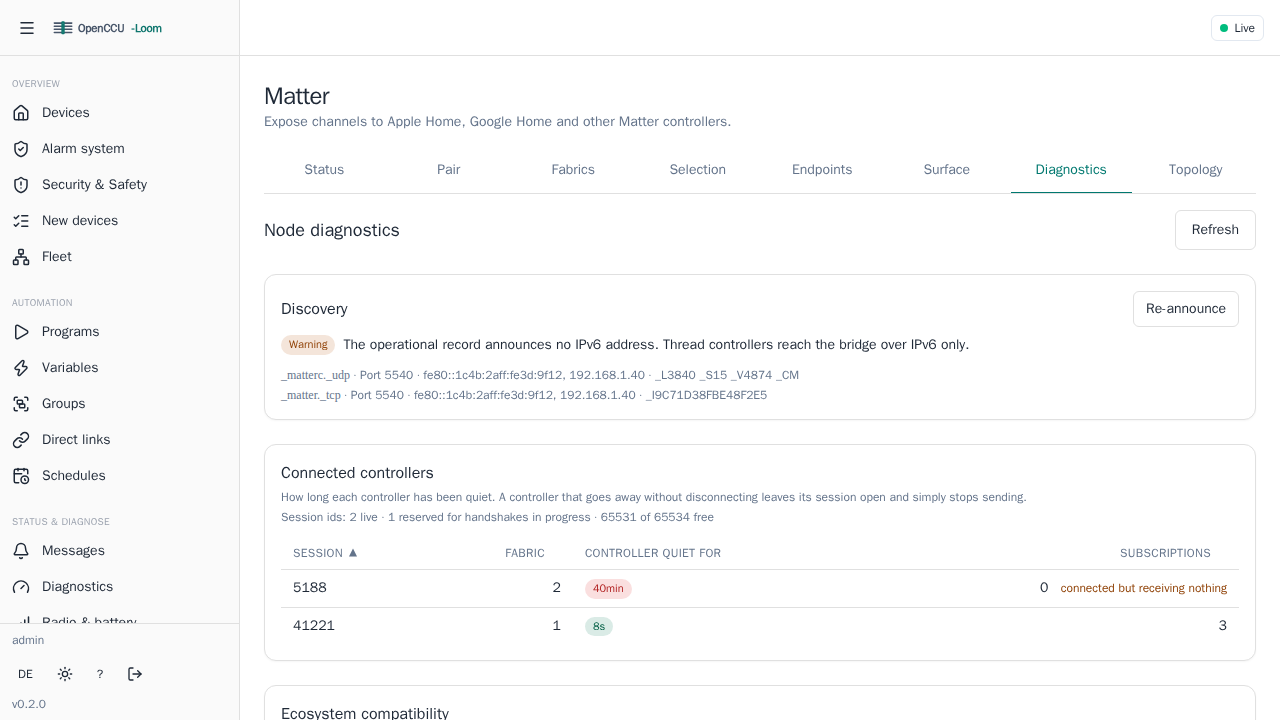 OpenCCU -Loom
Live
OVERVIEW
Devices
Alarm system
Security & Safety
New devices
Fleet
AUTOMATION
Programs
Variables
Groups
Direct links
Schedules
STATUS & DIAGNOSE
Messages
Diagnostics
Radio & battery
admin
DE
?
v0.2.0
Matter
Expose channels to Apple Home, Google Home and other Matter controllers.
Status Pair Fabrics Selection Endpoints Surface Diagnostics Topology
Node diagnostics
Refresh
Discovery
Re-announce
Warning The operational record announces no IPv6 address. Thread controllers reach the bridge over IPv6 only.
_matterc._udp · Port 5540 · fe80::1c4b:2aff:fe3d:9f12, 192.168.1.40 · _L3840 _S15 _V4874 _CM
_matter._tcp · Port 5540 · fe80::1c4b:2aff:fe3d:9f12, 192.168.1.40 · _I9C71D38FBE48F2E5
Connected controllers
How long each controller has been quiet. A controller that goes away without disconnecting leaves its session open and simply stops sending.
Session ids: 2 live · 1 reserved for handshakes in progress · 65531 of 65534 free
SESSION ▲ FABRIC CONTROLLER QUIET FOR SUBSCRIPTIONS
5188 2 40min 0 connected but receiving nothing
41221 1 8s 3
Ecosystem compatibility